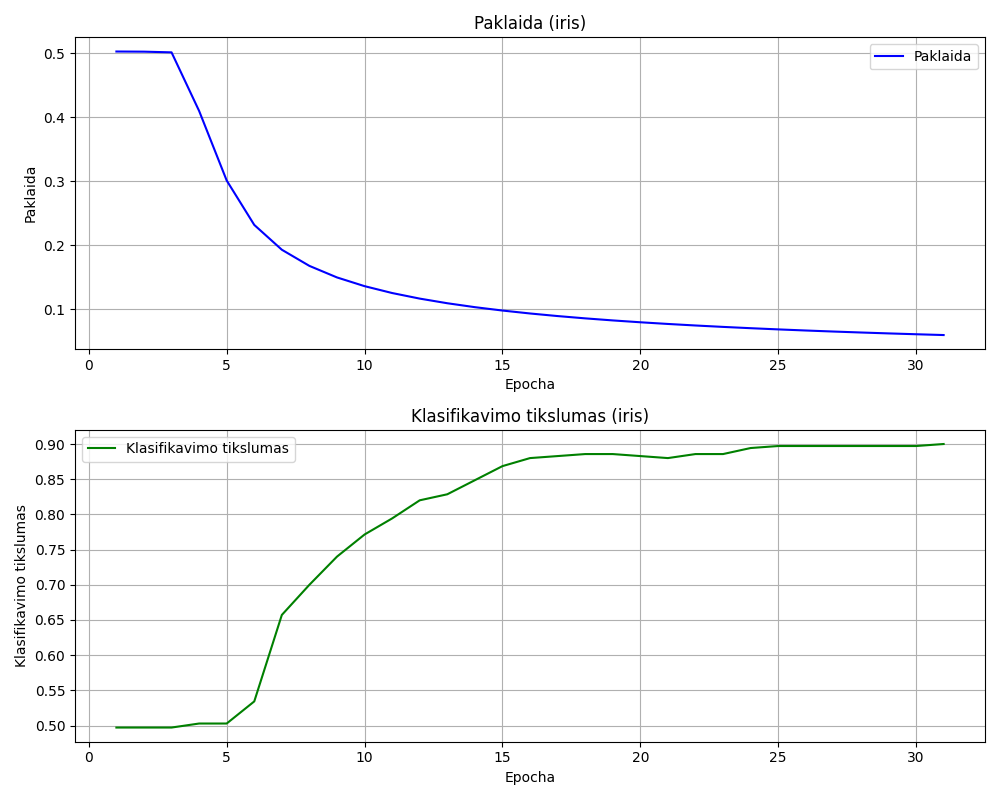 Paklaida (iris)
Paklaida
0.5
0.4
0.3
0.2
0.1
Paklaida
0 5 10 15 20 25 30
Epocha
Klasifikavimo tikslumas (iris)
Klasifikavimo tikslumas
0.90
0.85
0.80
0.75
0.70
0.65
0.60
0.55
0.50
Klasifikavimo tikslumas
0 5 10 15 20 25 30
Epocha